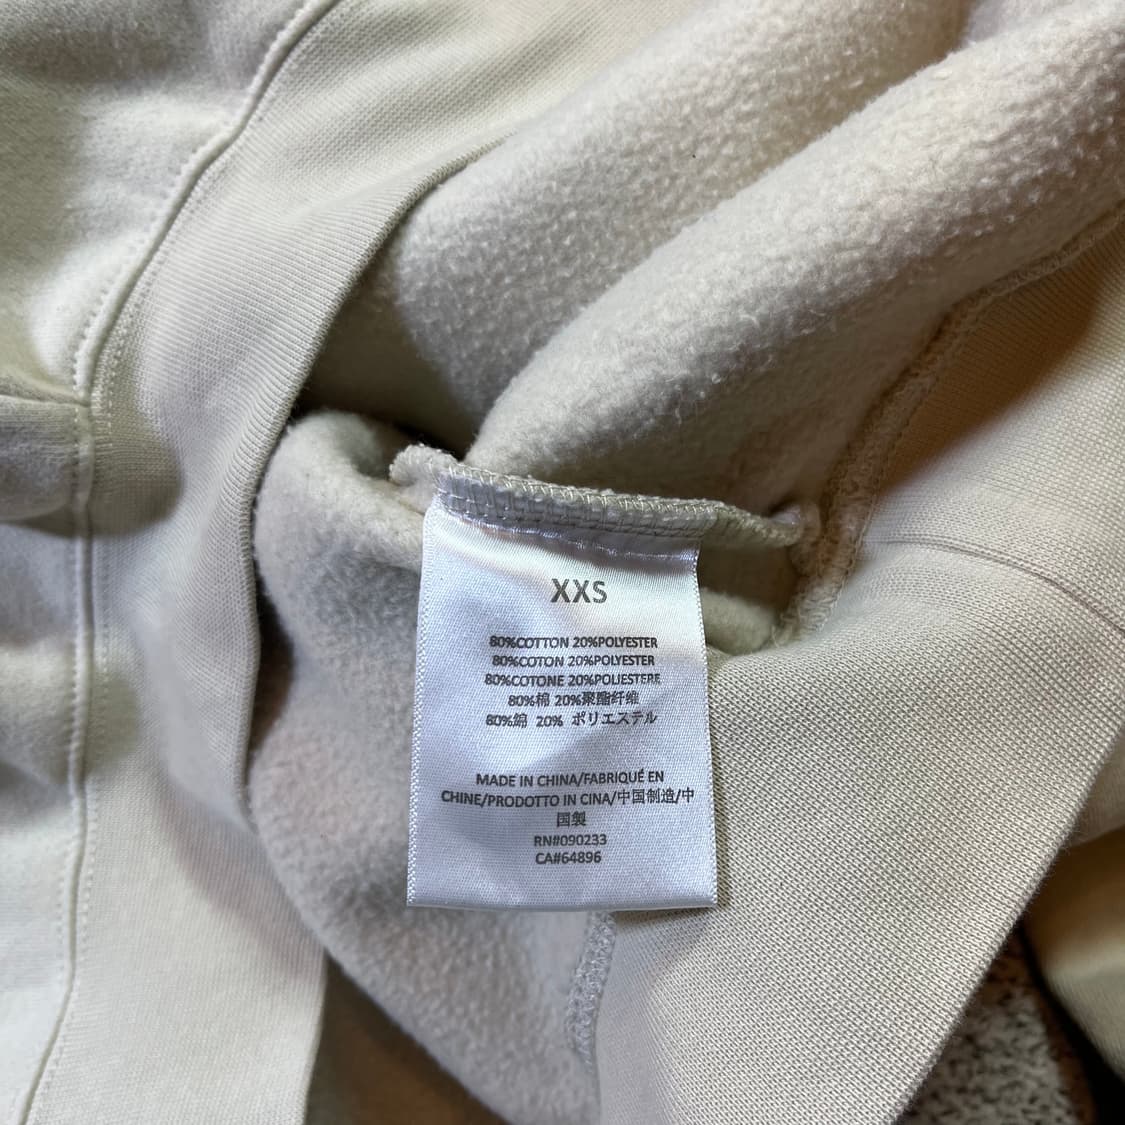 XXS
80%COTTON 20%POLYESTER
80%COTON 20%POLYESTER
80%COTONE 20%POLIESTERE
80%棉 20%聚酯纤维
80%綿 20% ポリエステル
MADE IN CHINA/FABRIQUÉ EN
CHINE/PRODOTTO IN CINA/中国制造/中
国製
RN#090233
CA#64896